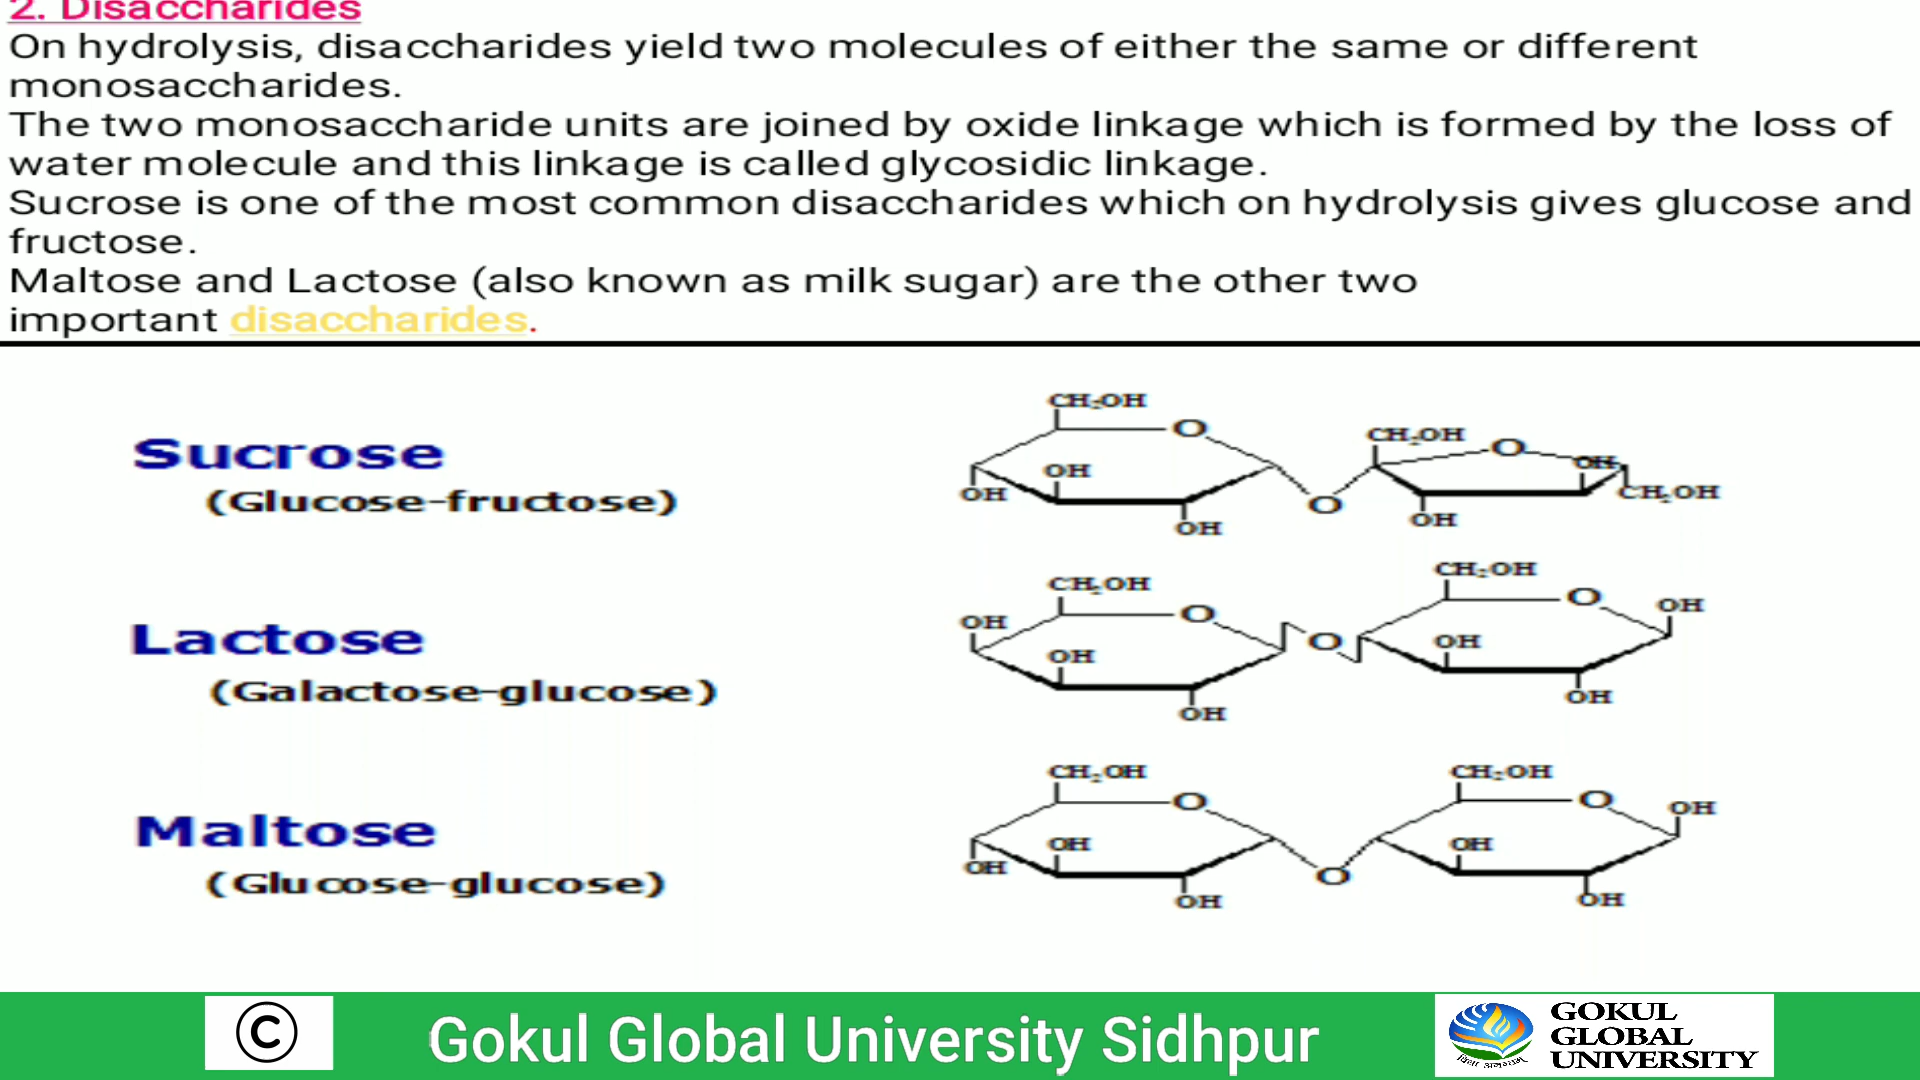 2. Disaccharides
On hydrolysis, disaccharides yield two molecules of either the same or different
monosaccharides.
The two monosaccharide units are joined by oxide linkage which is formed by the loss of
water molecule and this linkage is called glycosidic linkage.
Sucrose is one of the most common disaccharides which on hydrolysis gives glucose and
fructose.
Maltose and Lactose (also known as milk sugar) are the other two
important disaccharides.
Sucrose
(Glucose-fructose)
CH₂OH
O
OH
OH
OH
O
CH₂OH
O
OH
CH₂OH
OH
Lactose
(Galactose-glucose)
CH₂OH
O
OH
OH
OH
O
CH₂OH
O
OH
OH
OH
Maltose
(Glucose-glucose)
CH₂OH
O
OH
OH
OH
O
CH₂OH
O
OH
OH
OH
©
Gokul Global University Sidhpur
GOKUL
GLOBAL
UNIVERSITY